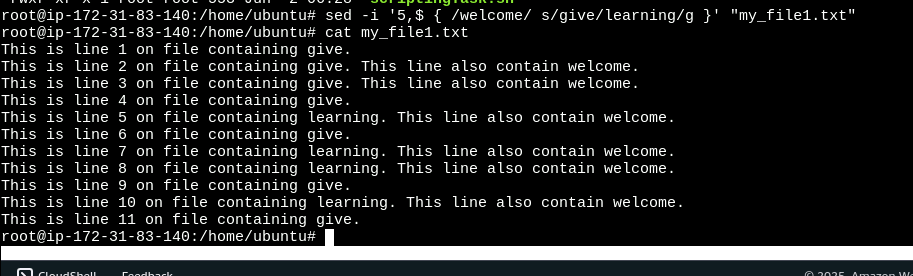 root@ip-172-31-83-140:/home/ubuntu# sed -i '5,$ { /welcome/ s/give/learning/g }' "my_file1.txt"
root@ip-172-31-83-140:/home/ubuntu# cat my_file1.txt
This is line 1 on file containing give.
This is line 2 on file containing give. This line also contain welcome.
This is line 3 on file containing give. This line also contain welcome.
This is line 4 on file containing give.
This is line 5 on file containing learning. This line also contain welcome.
This is line 6 on file containing give.
This is line 7 on file containing learning. This line also contain welcome.
This is line 8 on file containing learning. This line also contain welcome.
This is line 9 on file containing give.
This is line 10 on file containing learning. This line also contain welcome.
This is line 11 on file containing give.
root@ip-172-31-83-140:/home/ubuntu#
CloudShell Feedback © 2025, Amazon